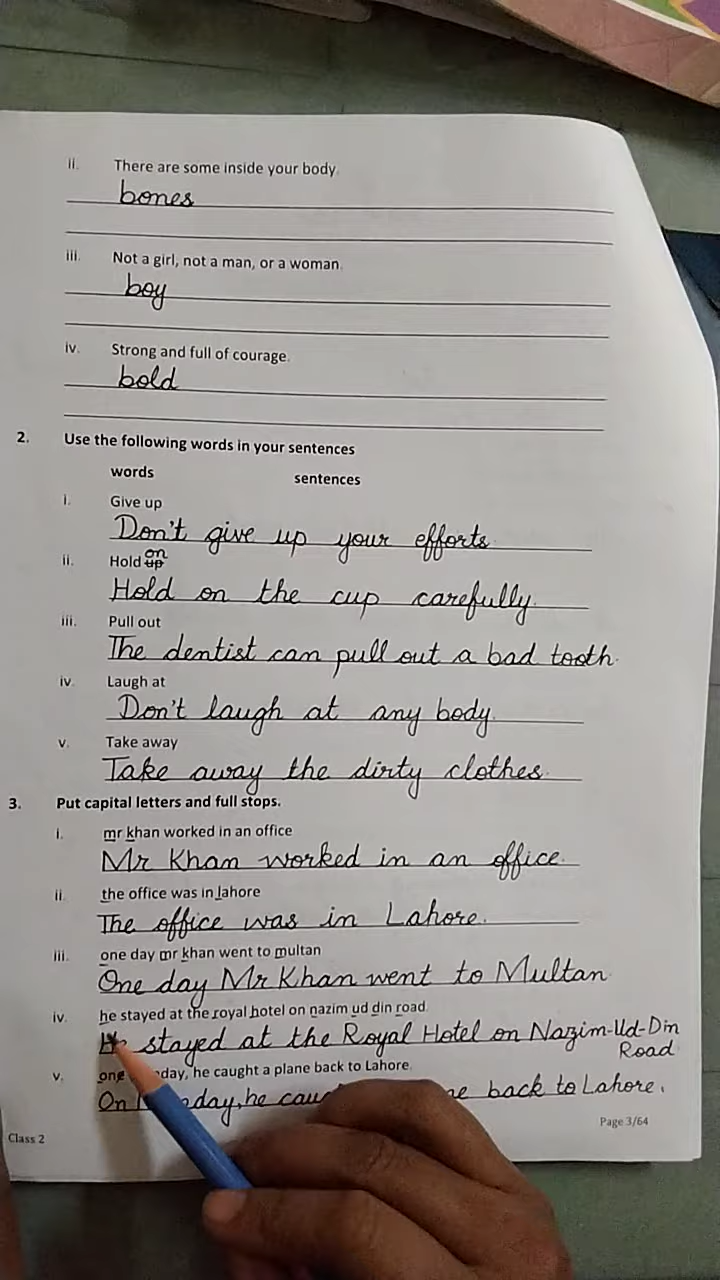 ii. There are some inside your body.
bones
iii. Not a girl, not a man, or a woman.
boy
iv. Strong and full of courage.
bold
2. Use the following words in your sentences
words sentences
i. Give up
Don't give up your efforts
ii. Hold up on
Hold on the cup carefully.
iii. Pull out
The dentist can pull out a bad tooth.
iv. Laugh at
Don't laugh at any body.
v. Take away
Take away the dirty clothes.
3. Put capital letters and full stops.
i. mr khan worked in an office
Mr Khan worked in an office.
ii. the office was in lahore
The office was in Lahore.
iii. one day mr khan went to multan
One day Mr Khan went to Multan.
iv. he stayed at the royal hotel on nazim ud din road
He stayed at the Royal Hotel on Nazim-Ud-Din
Road
v. day, he caught a plane back to Lahore.
On day, he back to Lahore.
Class 2
Page 3/64